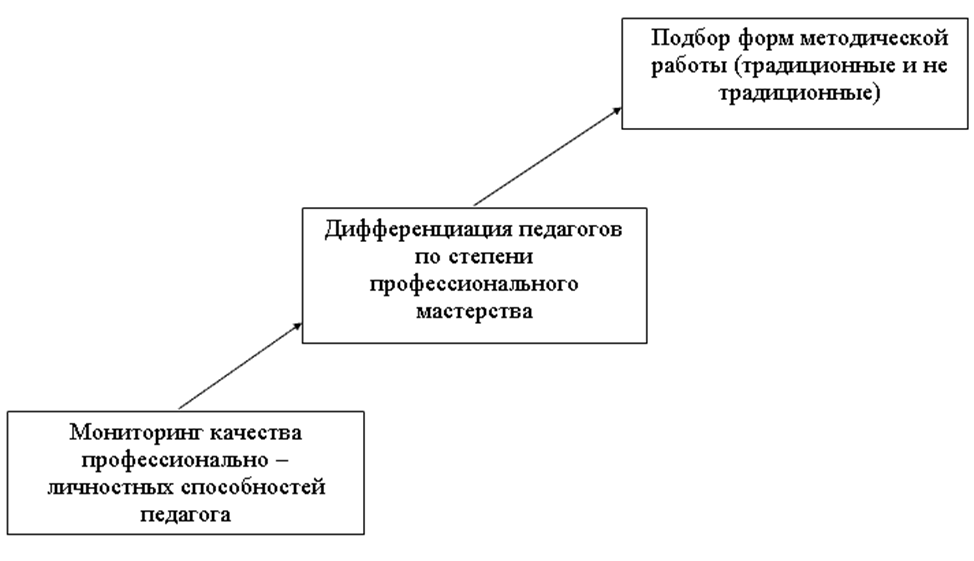 Подбор форм методической
работы (традиционные и не
традиционные)
Дифференциация педагогов
по степени
профессионального
мастерства
Мониторинг качества
профессионально –
личностных способностей
педагога